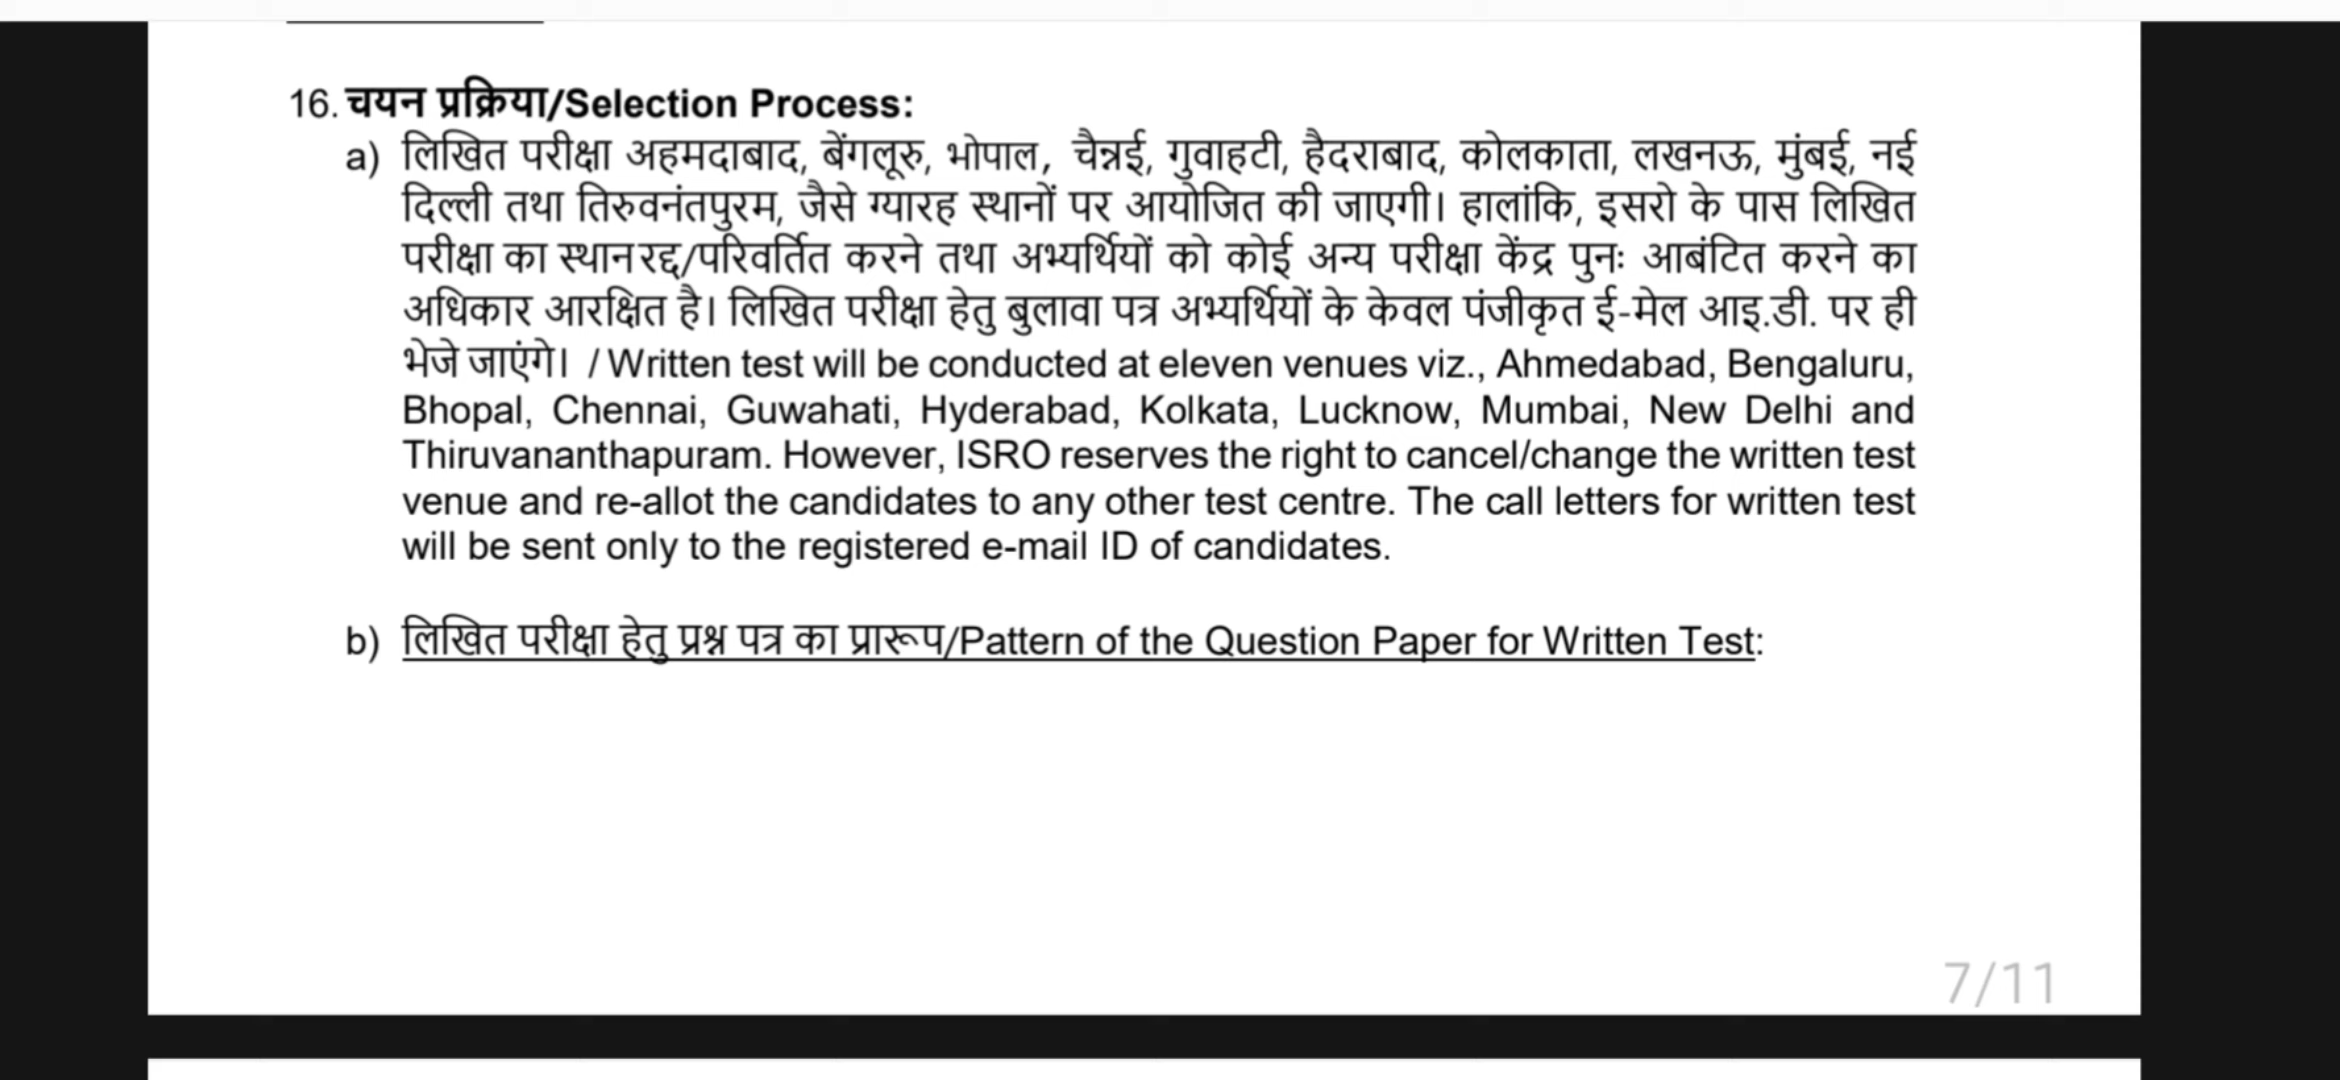 16. चयन प्रक्रिया/Selection Process:
a) लिखित परीक्षा अहमदाबाद, बेंगलूरु, भोपाल, चैन्नई, गुवाहटी, हैदराबाद, कोलकाता, लखनऊ, मुंबई, नई
दिल्ली तथा तिरुवनंतपुरम, जैसे ग्यारह स्थानों पर आयोजित की जाएगी। हालांकि, इसरो के पास लिखित
परीक्षा का स्थान रद्द/परिवर्तित करने तथा अभ्यर्थियों को कोई अन्य परीक्षा केंद्र पुनः आबंटित करने का
अधिकार आरक्षित है। लिखित परीक्षा हेतु बुलावा पत्र अभ्यर्थियों के केवल पंजीकृत ई-मेल आइ.डी. पर ही
भेजे जाएंगे। / Written test will be conducted at eleven venues viz., Ahmedabad, Bengaluru,
Bhopal, Chennai, Guwahati, Hyderabad, Kolkata, Lucknow, Mumbai, New Delhi and
Thiruvananthapuram. However, ISRO reserves the right to cancel/change the written test
venue and re-allot the candidates to any other test centre. The call letters for written test
will be sent only to the registered e-mail ID of candidates.
b) लिखित परीक्षा हेतु प्रश्न पत्र का प्रारूप/Pattern of the Question Paper for Written Test:
7/11